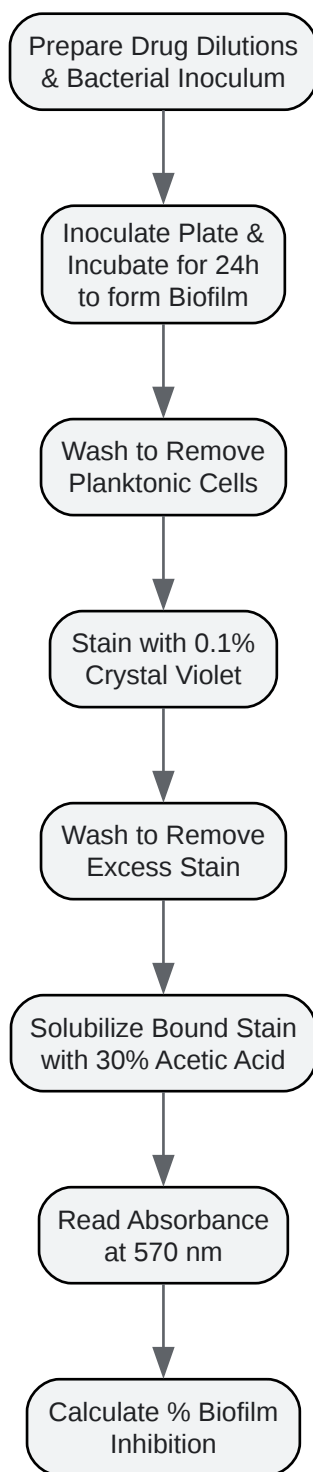 Prepare Drug Dilutions
& Bacterial Inoculum
Inoculate Plate &
Incubate for 24h
to form Biofilm
Wash to Remove
Planktonic Cells
Stain with 0.1%
Crystal Violet
Wash to Remove
Excess Stain
Solubilize Bound Stain
with 30% Acetic Acid
Read Absorbance
at 570 nm
Calculate % Biofilm
Inhibition